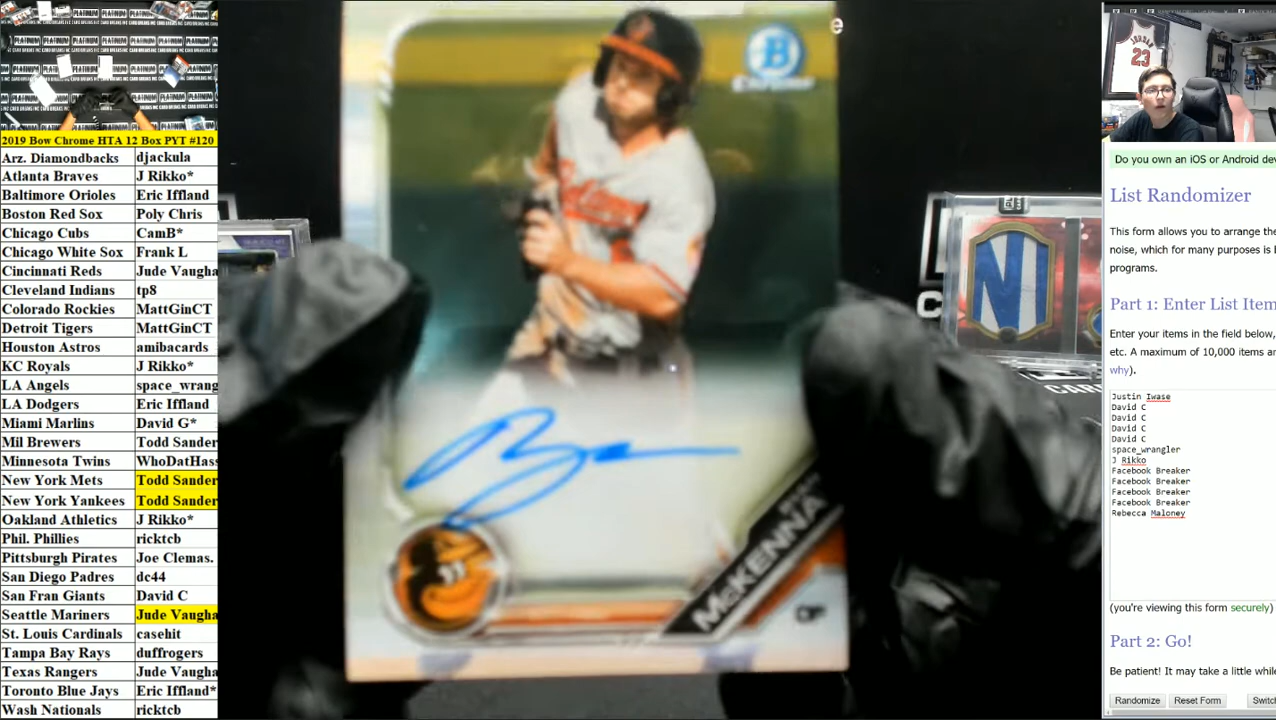 2019 Bow Chrome HTA 12 Box PYT #120
Arz. Diamondbacks djackula
Atlanta Braves J Rikko*
Baltimore Orioles Eric Iffland
Boston Red Sox Poly Chris
Chicago Cubs CamB*
Chicago White Sox Frank L
Cincinnati Reds Jude Vaugha
Cleveland Indians tp8
Colorado Rockies MattGinCT
Detroit Tigers MattGinCT
Houston Astros amibacards
KC Royals J Rikko*
LA Angels space_wrang
LA Dodgers Eric Iffland
Miami Marlins David G*
Mil Brewers Todd Sander
Minnesota Twins WhoDatHass
New York Mets Todd Sander
New York Yankees Todd Sander
Oakland Athletics J Rikko*
Phil. Phillies ricktcb
Pittsburgh Pirates Joe Clemas.
San Diego Padres dc44
San Fran Giants David C
Seattle Mariners Jude Vaugha
St. Louis Cardinals casehit
Tampa Bay Rays duffrogers
Texas Rangers Jude Vaugha
Toronto Blue Jays Eric Iffland*
Wash Nationals ricktcb
e
B
CHROME
McKENNA
OF
N
JORDAN
23
Do you own an iOS or Android dev
List Randomizer
This form allows you to arrange the
noise, which for many purposes is l
programs.
Part 1: Enter List Item
Enter your items in the field below,
etc. A maximum of 10,000 items ar
why).
Justin Iwase
David C
David C
David C
David C
space_wrangler
J Rikko
Facebook Breaker
Facebook Breaker
Facebook Breaker
Facebook Breaker
Rebecca Maloney
(you're viewing this form securely)
Part 2: Go!
Be patient! It may take a little while
Randomize Reset Form Switc